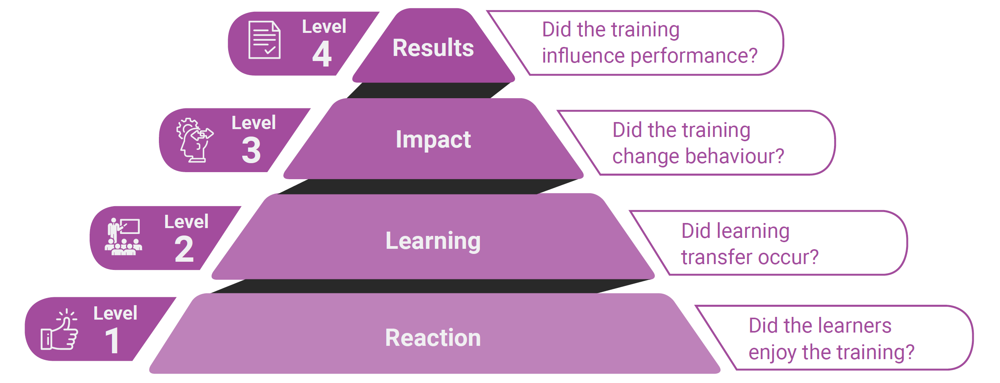 Level
4
Results
Did the training
influence performance?
Level
3
Impact
Did the training
change behaviour?
Level
2
Learning
Did learning
transfer occur?
Level
1
Reaction
Did the learners
enjoy the training?